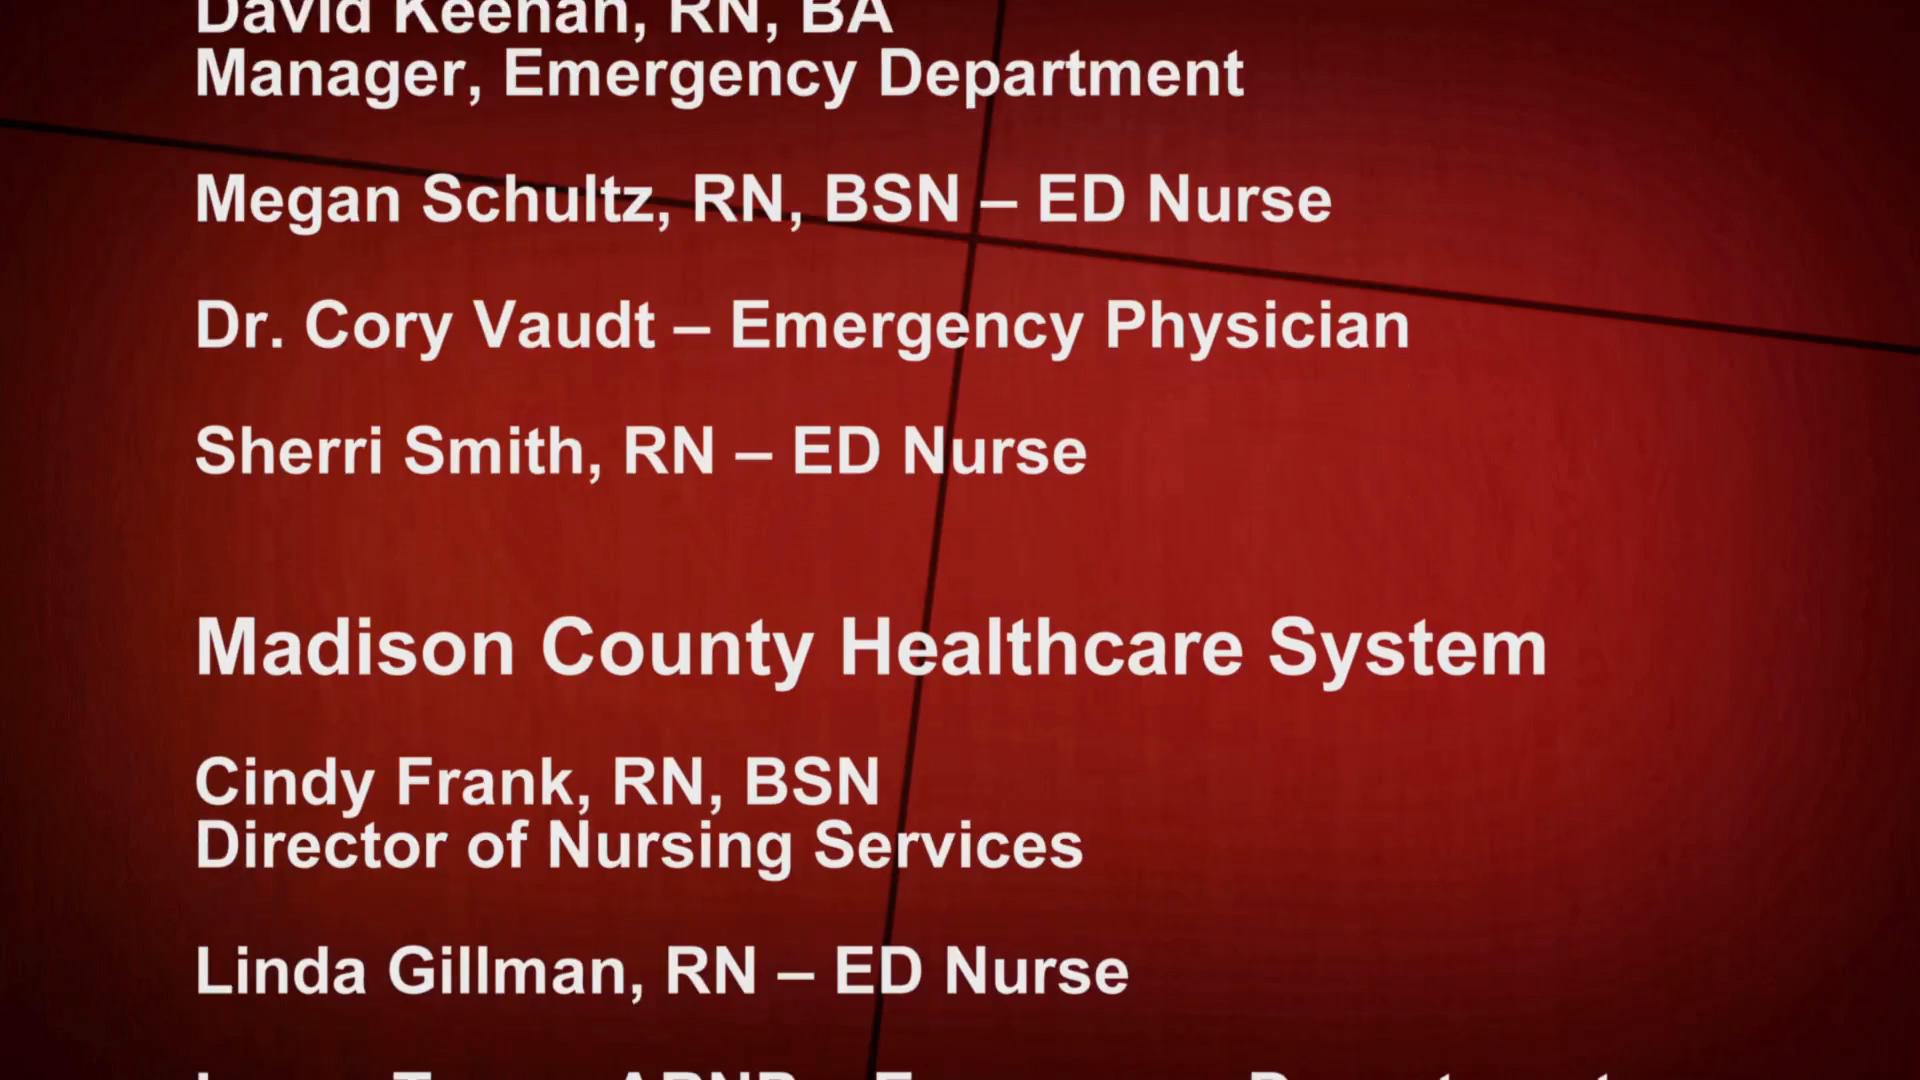 David Keenan, RN, BA
Manager, Emergency Department
Megan Schultz, RN, BSN – ED Nurse
Dr. Cory Vaudt – Emergency Physician
Sherri Smith, RN – ED Nurse
Madison County Healthcare System
Cindy Frank, RN, BSN
Director of Nursing Services
Linda Gillman, RN – ED Nurse